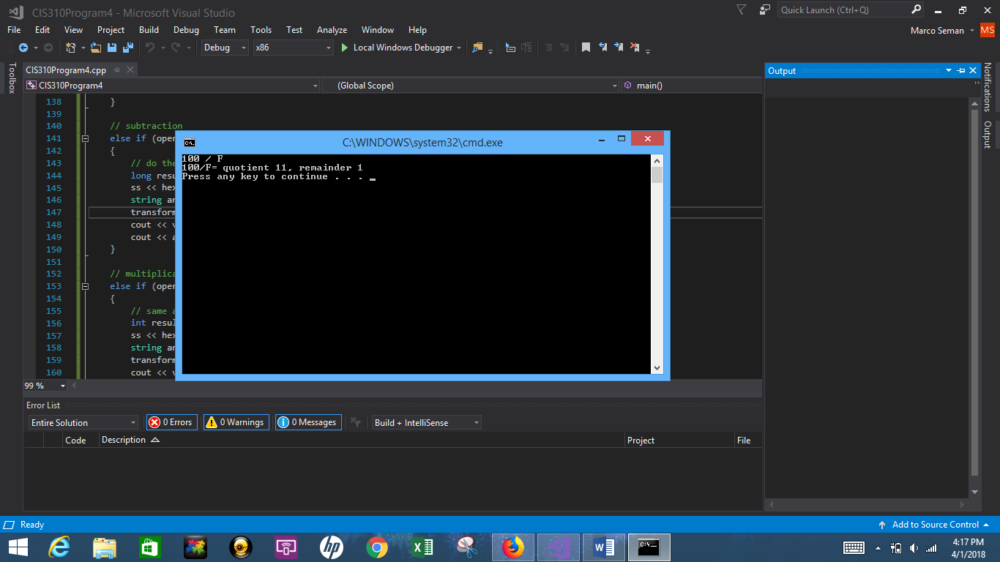 CIS310Program4 - Microsoft Visual Studio
Quick Launch (Ctrl+Q)
File Edit View Project Build Debug Team Tools Test Analyze Window Help
Marco Seman MS
Debug x86 Local Windows Debugger
Toolbox
CIS310Program4.cpp
CIS310Program4 (Global Scope) main()
138 }
139
140 // subtraction
141 else if (oper
142 {
143 // do the
144 long resu
145 ss << hex
146 string an
147 transform
148 cout << v
149 cout << a
150 }
151
152 // multiplica
153 else if (oper
154 {
155 // same a
156 int resul
157 ss << hex
158 string an
159 transform
160 cout << v
99 %
C:\WINDOWS\system32\cmd.exe
100 / F
100/F= quotient 11, remainder 1
Press any key to continue . . . _
Output
Notifications
Output
Error List
Entire Solution 0 Errors 0 Warnings 0 Messages Build + IntelliSense
Code Description Project File
Ready
Add to Source Control
4:17 PM
4/1/2018